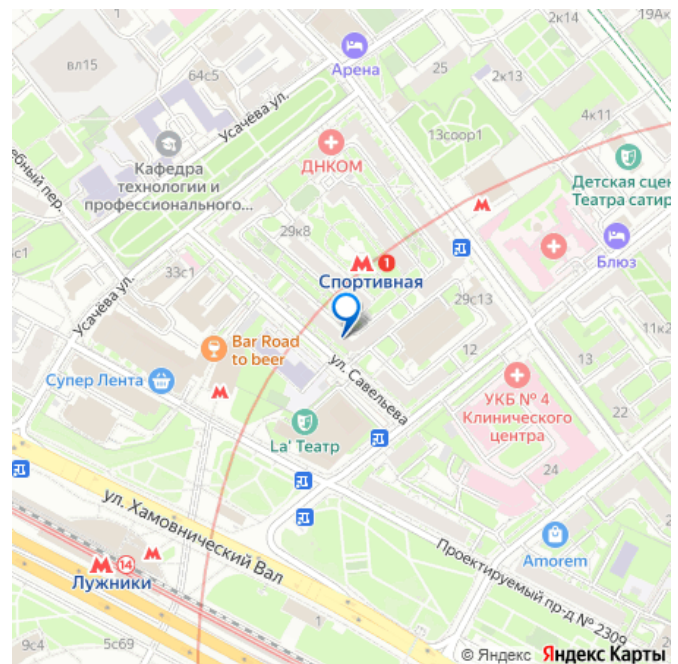 2к14
19Ак
вл15
64с5
Арена
25
2к13
Усачёва ул.
4к11
13соор1
ДНКОМ
Кафедра
технологии и
профессионального...
ебный пер.
Детская сцен
Театра сатир
29к8
Блюз
с1
33с1
1
Спортивная
29с13
Усачёва ул.
Bar Road
to beer
12
11к2
13
ул. Савельева
Супер Лента
УКБ № 4
Клинического
центра
22
La' Театр
24
ул. Хамовнический Вал
Проектируемый пр-д № 2309
Amorem
14
Лужники
1
9с4
5с69
© Яндекс Яндекс Карты